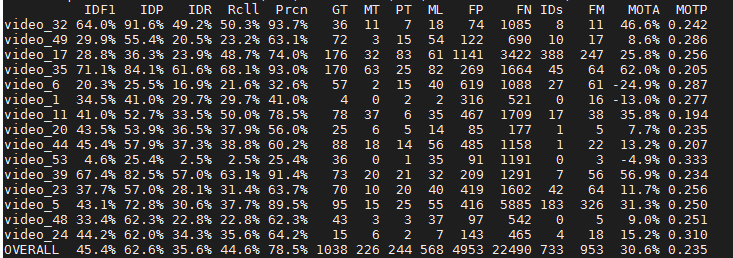 IDF1 IDP IDR Rcll Prcn GT MT PT ML FP FN IDs FM MOTA MOTP
video_32 64.0% 91.6% 49.2% 50.3% 93.7% 36 11 7 18 74 1085 8 11 46.6% 0.242
video_49 29.9% 55.4% 20.5% 23.2% 63.1% 72 3 15 54 122 690 10 17 8.6% 0.286
video_17 28.8% 36.3% 23.9% 48.7% 74.0% 176 32 83 61 1141 3422 388 247 25.8% 0.256
video_35 71.1% 84.1% 61.6% 68.1% 93.0% 170 63 25 82 269 1664 45 64 62.0% 0.205
video_6 20.3% 25.5% 16.9% 21.6% 32.6% 57 2 15 40 619 1088 27 61 -24.9% 0.287
video_1 34.5% 41.0% 29.7% 29.7% 41.0% 4 0 2 2 316 521 0 16 -13.0% 0.277
video_11 41.0% 52.7% 33.5% 50.0% 78.5% 78 37 6 35 467 1709 17 38 35.8% 0.194
video_20 43.5% 53.9% 36.5% 37.9% 56.0% 25 6 5 14 85 177 1 5 7.7% 0.235
video_44 45.4% 57.9% 37.3% 38.8% 60.2% 88 18 14 56 485 1158 1 22 13.2% 0.207
video_53 4.6% 25.4% 2.5% 2.5% 25.4% 36 0 1 35 91 1191 0 3 -4.9% 0.333
video_39 67.4% 82.5% 57.0% 63.1% 91.4% 73 20 21 32 209 1291 7 56 56.9% 0.234
video_23 37.7% 57.0% 28.1% 31.4% 63.7% 70 10 20 40 419 1602 42 64 11.7% 0.256
video_5 43.1% 72.8% 30.6% 37.7% 89.5% 95 15 25 55 416 5885 183 326 31.3% 0.250
video_48 33.4% 62.3% 22.8% 22.8% 62.3% 43 3 3 37 97 542 0 5 9.0% 0.251
video_24 44.2% 62.0% 34.3% 35.6% 64.2% 15 6 2 7 143 465 4 18 15.2% 0.310
OVERALL 45.4% 62.6% 35.6% 44.6% 78.5% 1038 226 244 568 4953 22490 733 953 30.6% 0.235